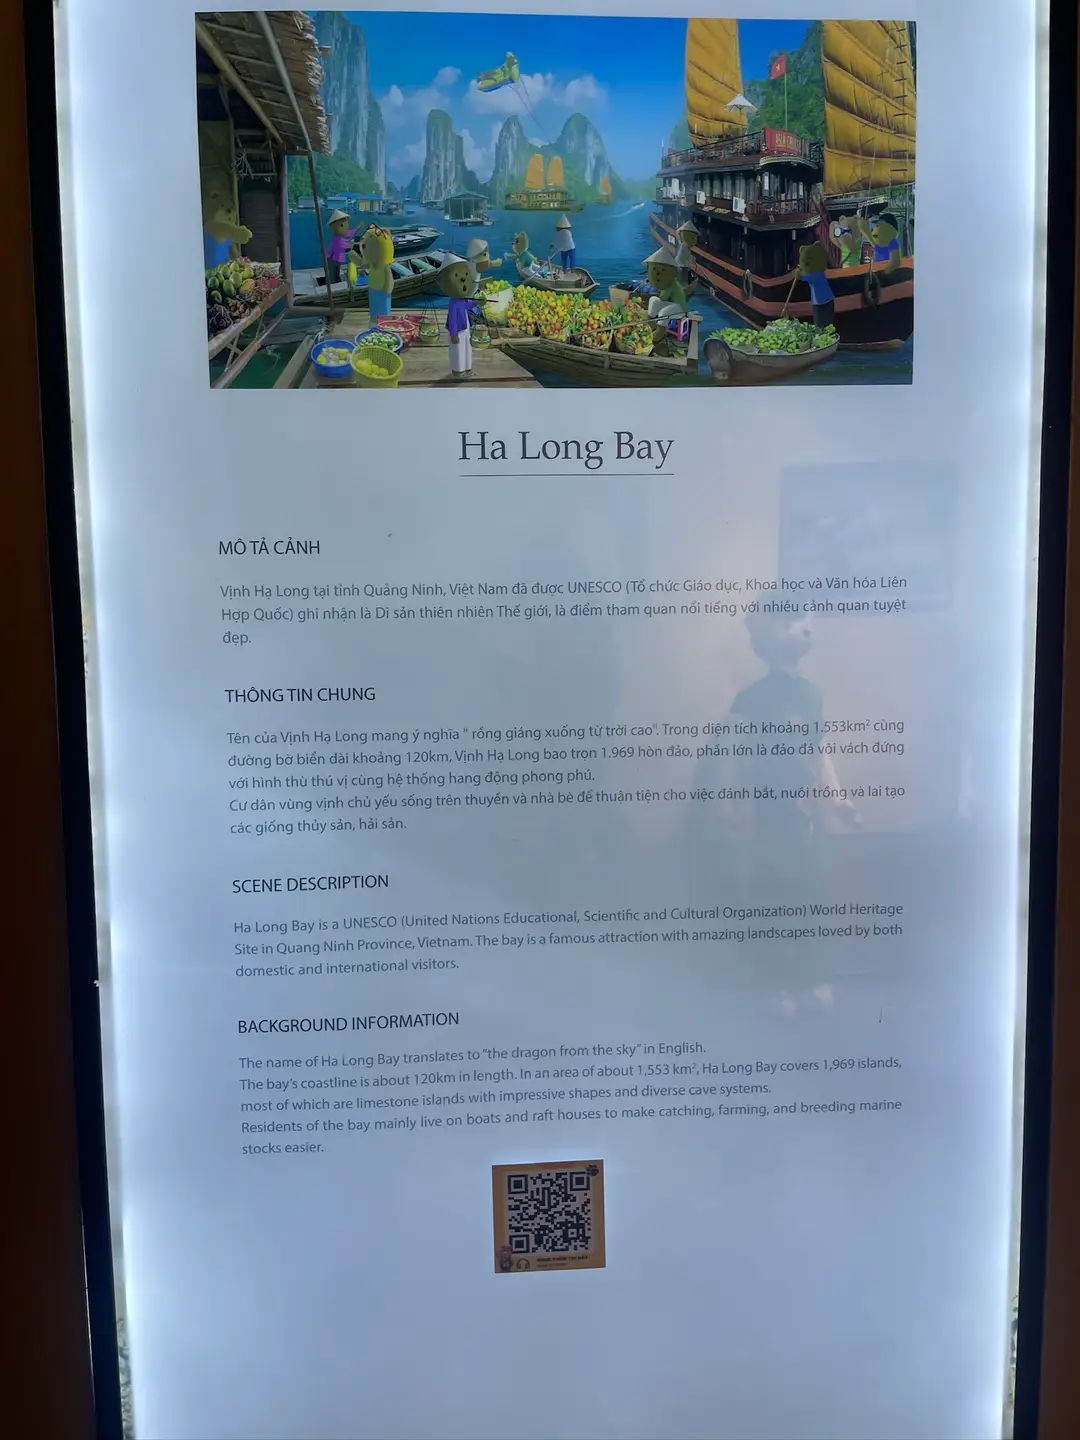 Ha Long Bay
MÔ TẢ CẢNH
Vịnh Hạ Long tại tỉnh Quảng Ninh, Việt Nam đã được UNESCO (Tổ chức Giáo dục, Khoa học và Văn hóa Liên
Hợp Quốc) ghi nhận là Di sản thiên nhiên Thế giới, là điểm tham quan nổi tiếng với nhiều cảnh quan tuyệt
đẹp.
THÔNG TIN CHUNG
Tên của Vịnh Hạ Long mang ý nghĩa " rồng giáng xuống từ trời cao". Trong diện tích khoảng 1.553km² cùng
đường bờ biển dài khoảng 120km, Vịnh Hạ Long bao trọn 1.969 hòn đảo, phần lớn là đảo đá vôi vách đứng
với hình thù thú vị cùng hệ thống hang động phong phú.
Cư dân vùng vịnh chủ yếu sống trên thuyền và nhà bè để thuận tiện cho việc đánh bắt, nuôi trồng và lai tạo
các giống thủy sản, hải sản.
SCENE DESCRIPTION
Ha Long Bay is a UNESCO (United Nations Educational, Scientific and Cultural Organization) World Heritage
Site in Quang Ninh Province, Vietnam. The bay is a famous attraction with amazing landscapes loved by both
domestic and international visitors.
BACKGROUND INFORMATION
The name of Ha Long Bay translates to “the dragon from the sky” in English.
The bay's coastline is about 120km in length. In an area of about 1,553 km², Ha Long Bay covers 1,969 islands,
most of which are limestone islands with impressive shapes and diverse cave systems.
Residents of the bay mainly live on boats and raft houses to make catching, farming, and breeding marine
stocks easier.